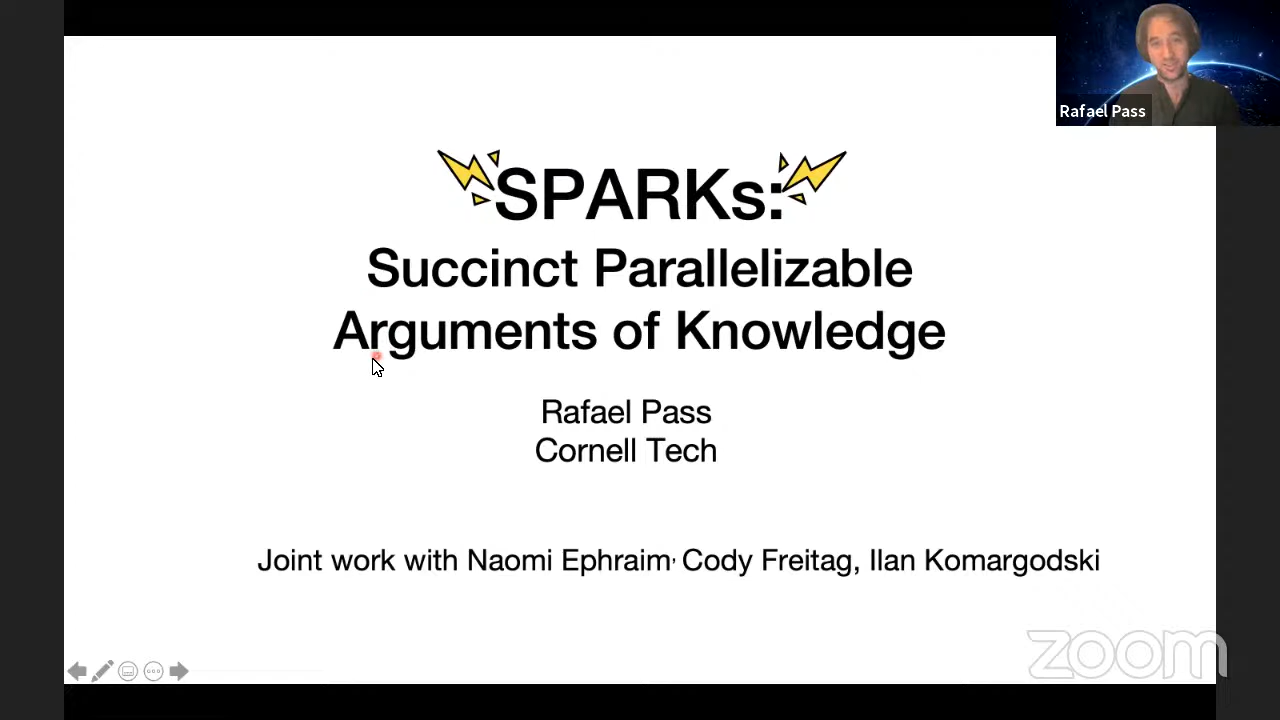 Rafael Pass
SPARKs:
Succinct Parallelizable
Arguments of Knowledge
Rafael Pass
Cornell Tech
Joint work with Naomi Ephraim, Cody Freitag, Ilan Komargodski
zoom